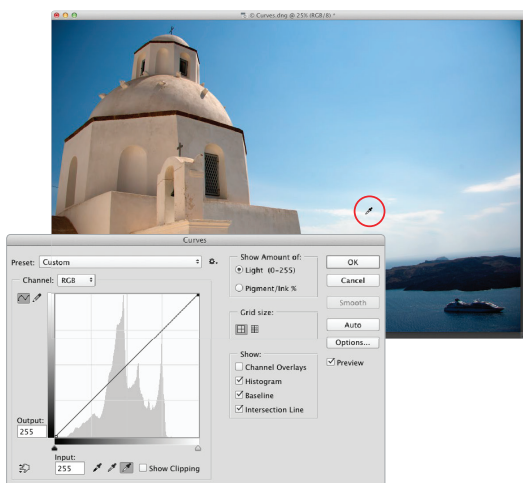 © Curves.dng @ 25% (RGB/8) *
Curves
Preset: Custom
Channel: RGB
Output:
255
Input:
255
Show Clipping
Show Amount of:
Light (0-255)
Pigment/Ink %
Grid size:
Show:
Channel Overlays
Histogram
Baseline
Intersection Line
OK
Cancel
Smooth
Auto
Options...
Preview